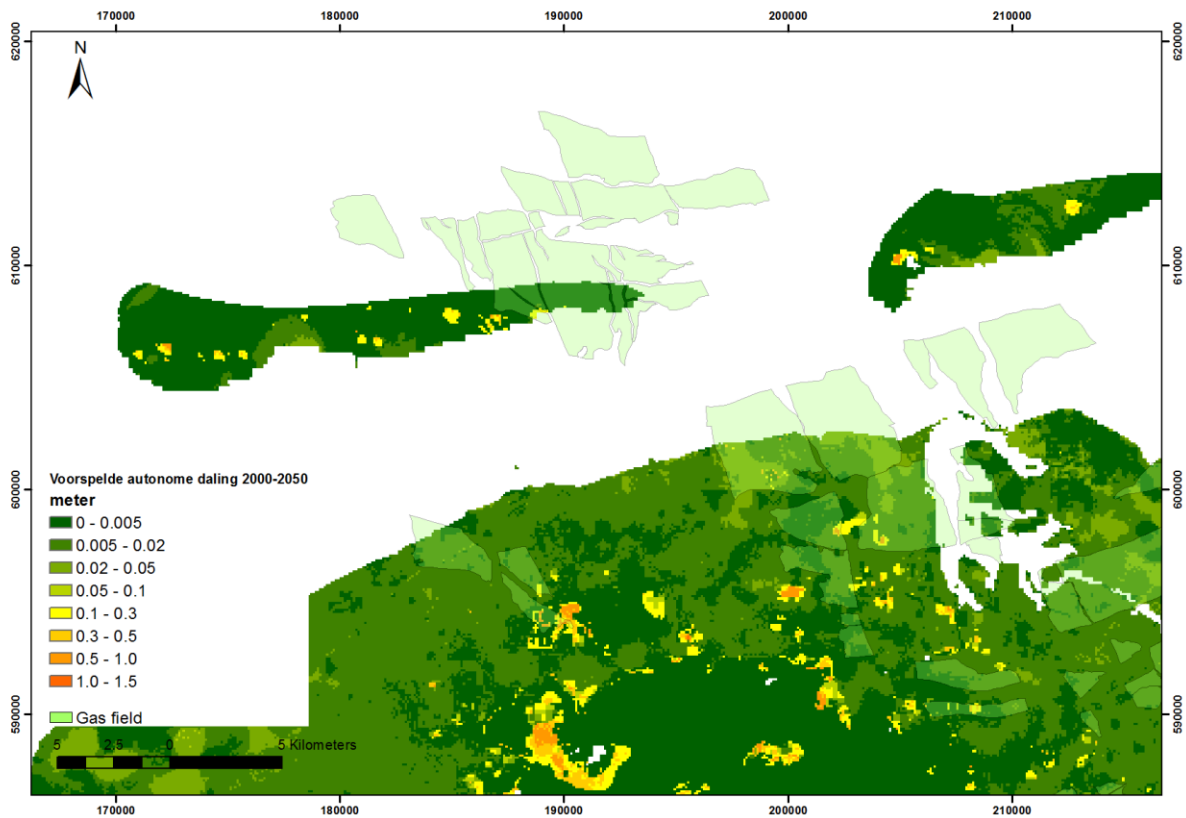 170000 180000 190000 200000 210000
620000 620000
N
610000 610000
600000 600000
590000 590000
Voorspelde autonome daling 2000-2050
meter
0 - 0.005
0.005 - 0.02
0.02 - 0.05
0.05 - 0.1
0.1 - 0.3
0.3 - 0.5
0.5 - 1.0
1.0 - 1.5
Gas field
5 2,5 0 5 Kilometers
170000 180000 190000 200000 210000